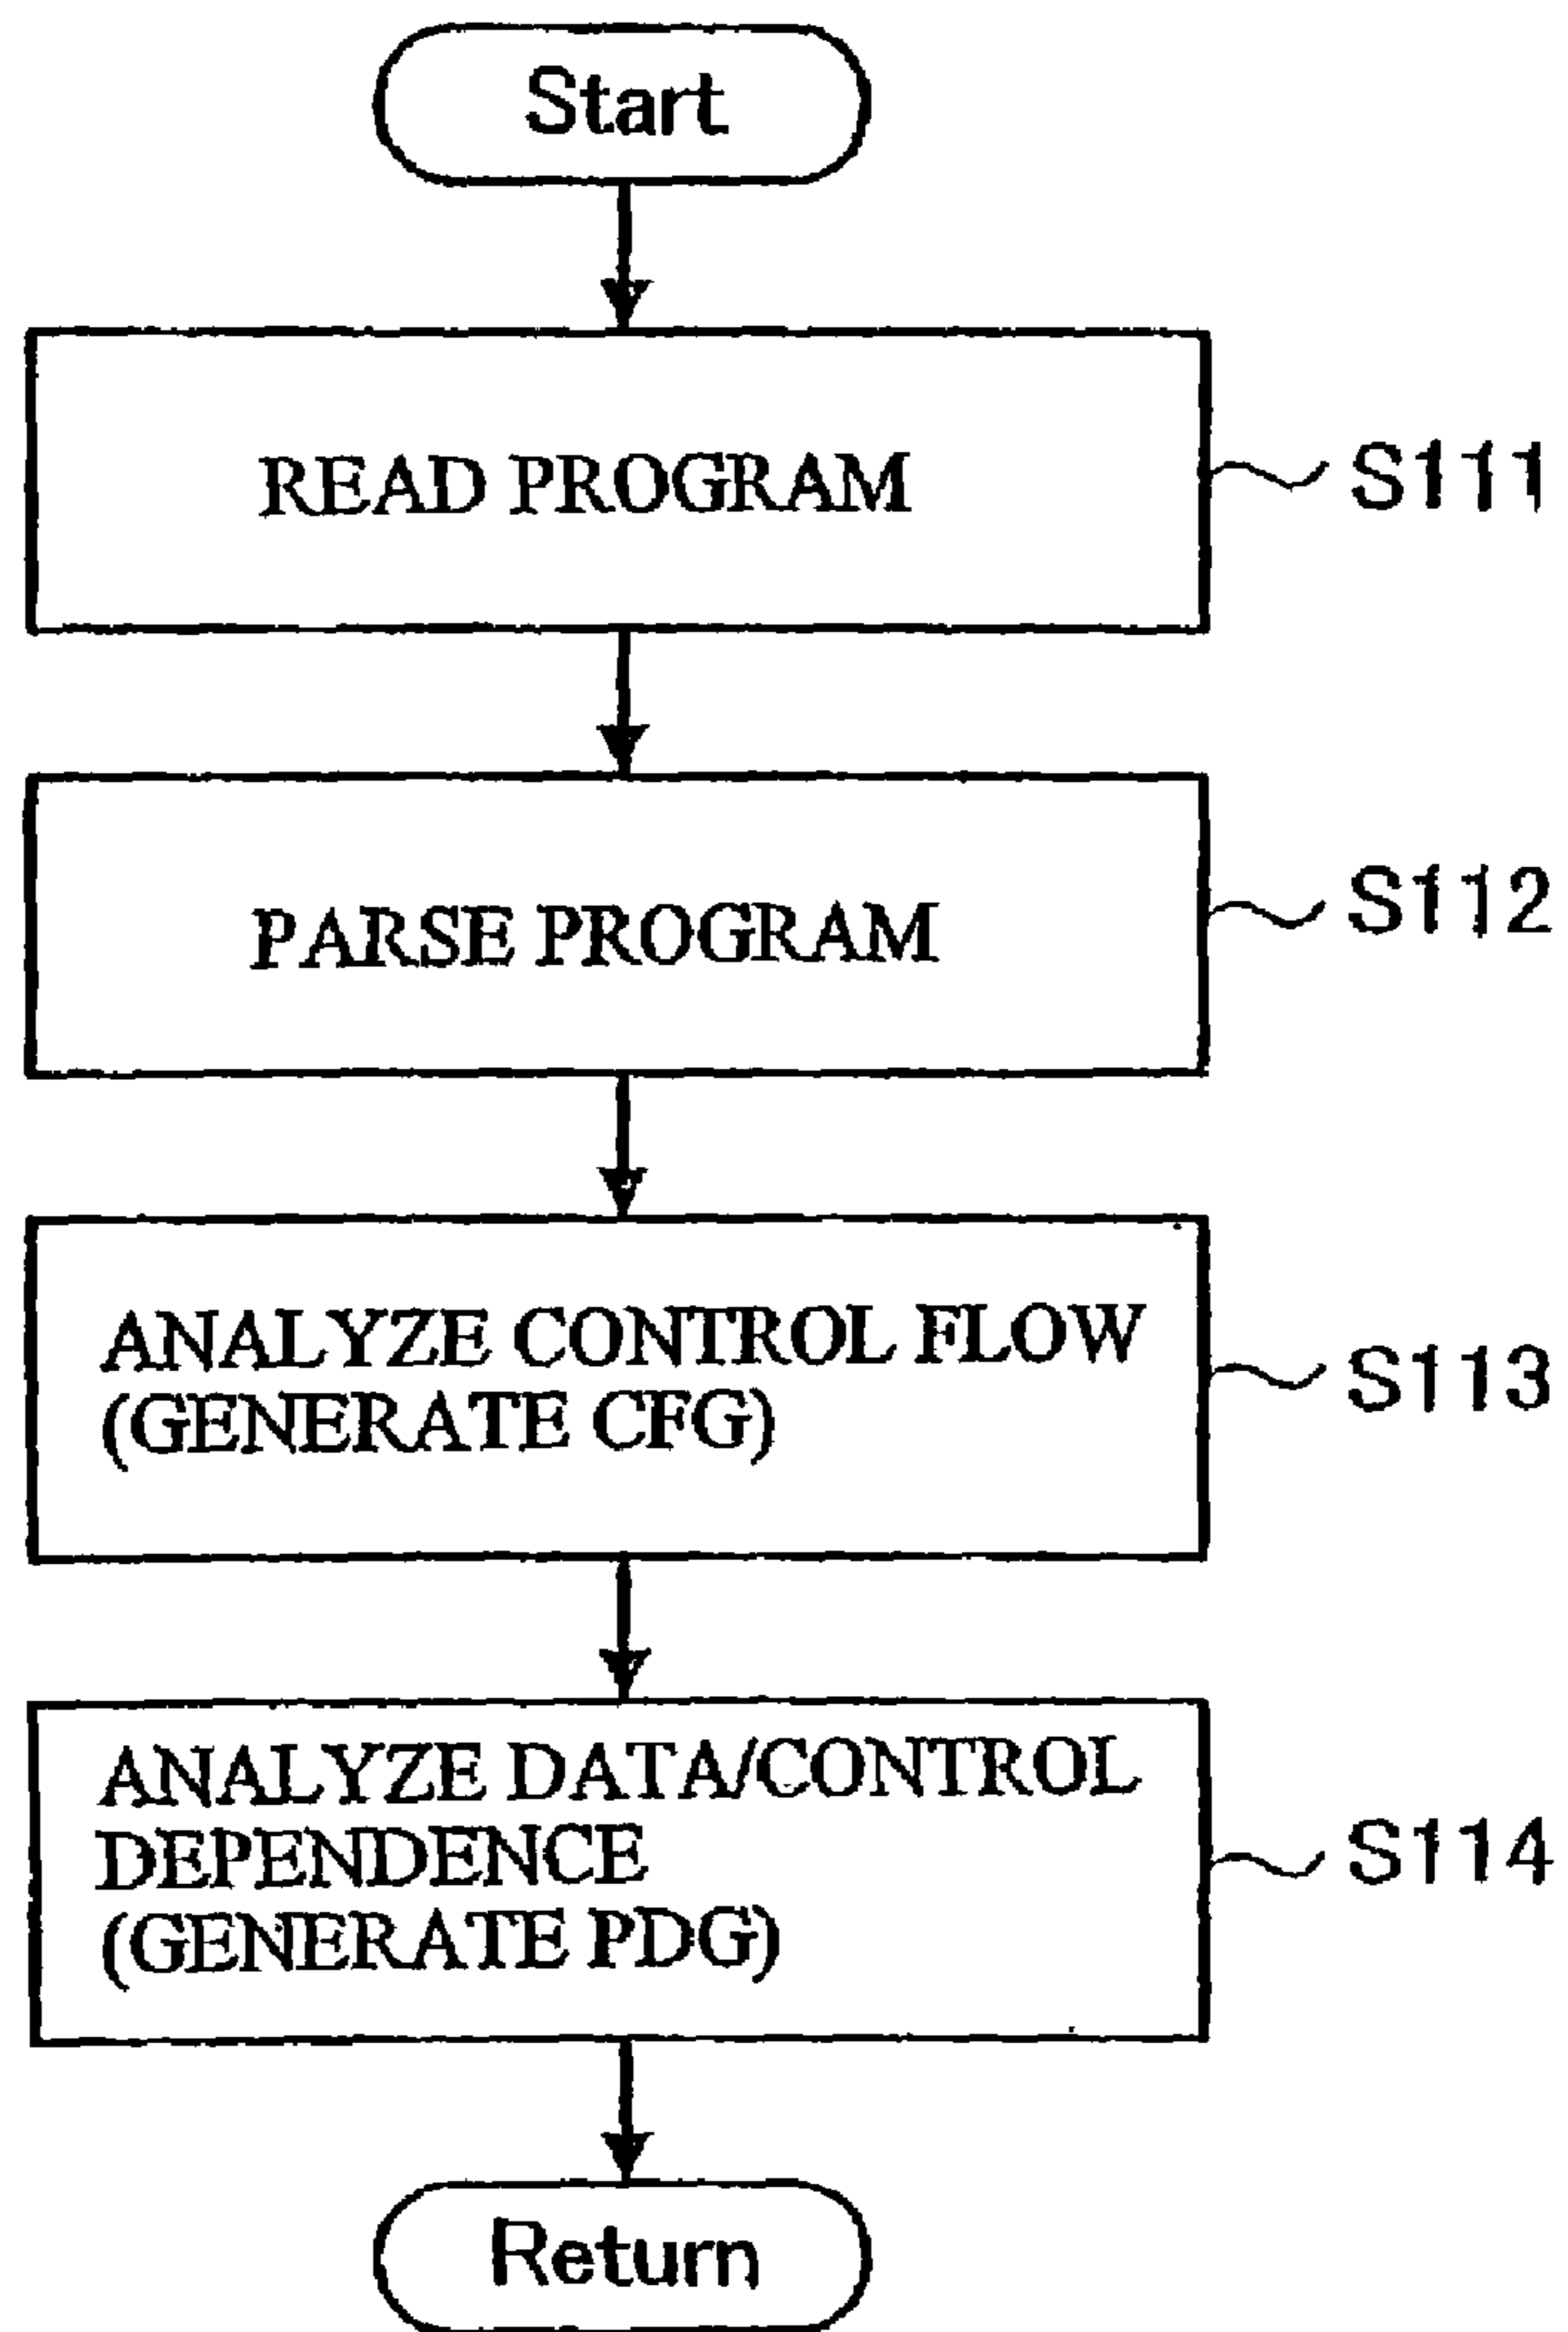 Start
READ PROGRAM
S111
PARSE PROGRAM
S112
ANALYZE CONTROL FLOW
(GENERATE CFG)
S113
ANALYZE DATA/CONTROL
DEPENDENCE
(GENERATE PDG)
S114
Return